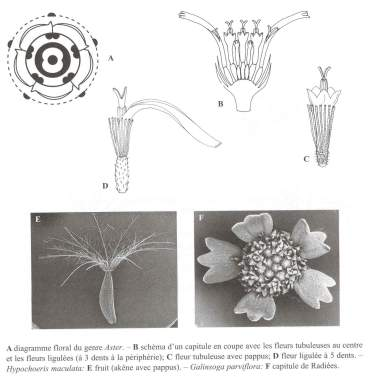 A
B
C
D
E
F
A diagramme floral du genre Aster. – B schéma d'un capitule en coupe avec les fleurs tubuleuses au centre
et les fleurs ligulées (à 3 dents à la périphérie); C fleur tubuleuse avec pappus; D fleur ligulée à 5 dents. –
Hypochoeris maculata: E fruit (akène avec pappus). – Galinsoga parviflora: F capitule de Radiées.